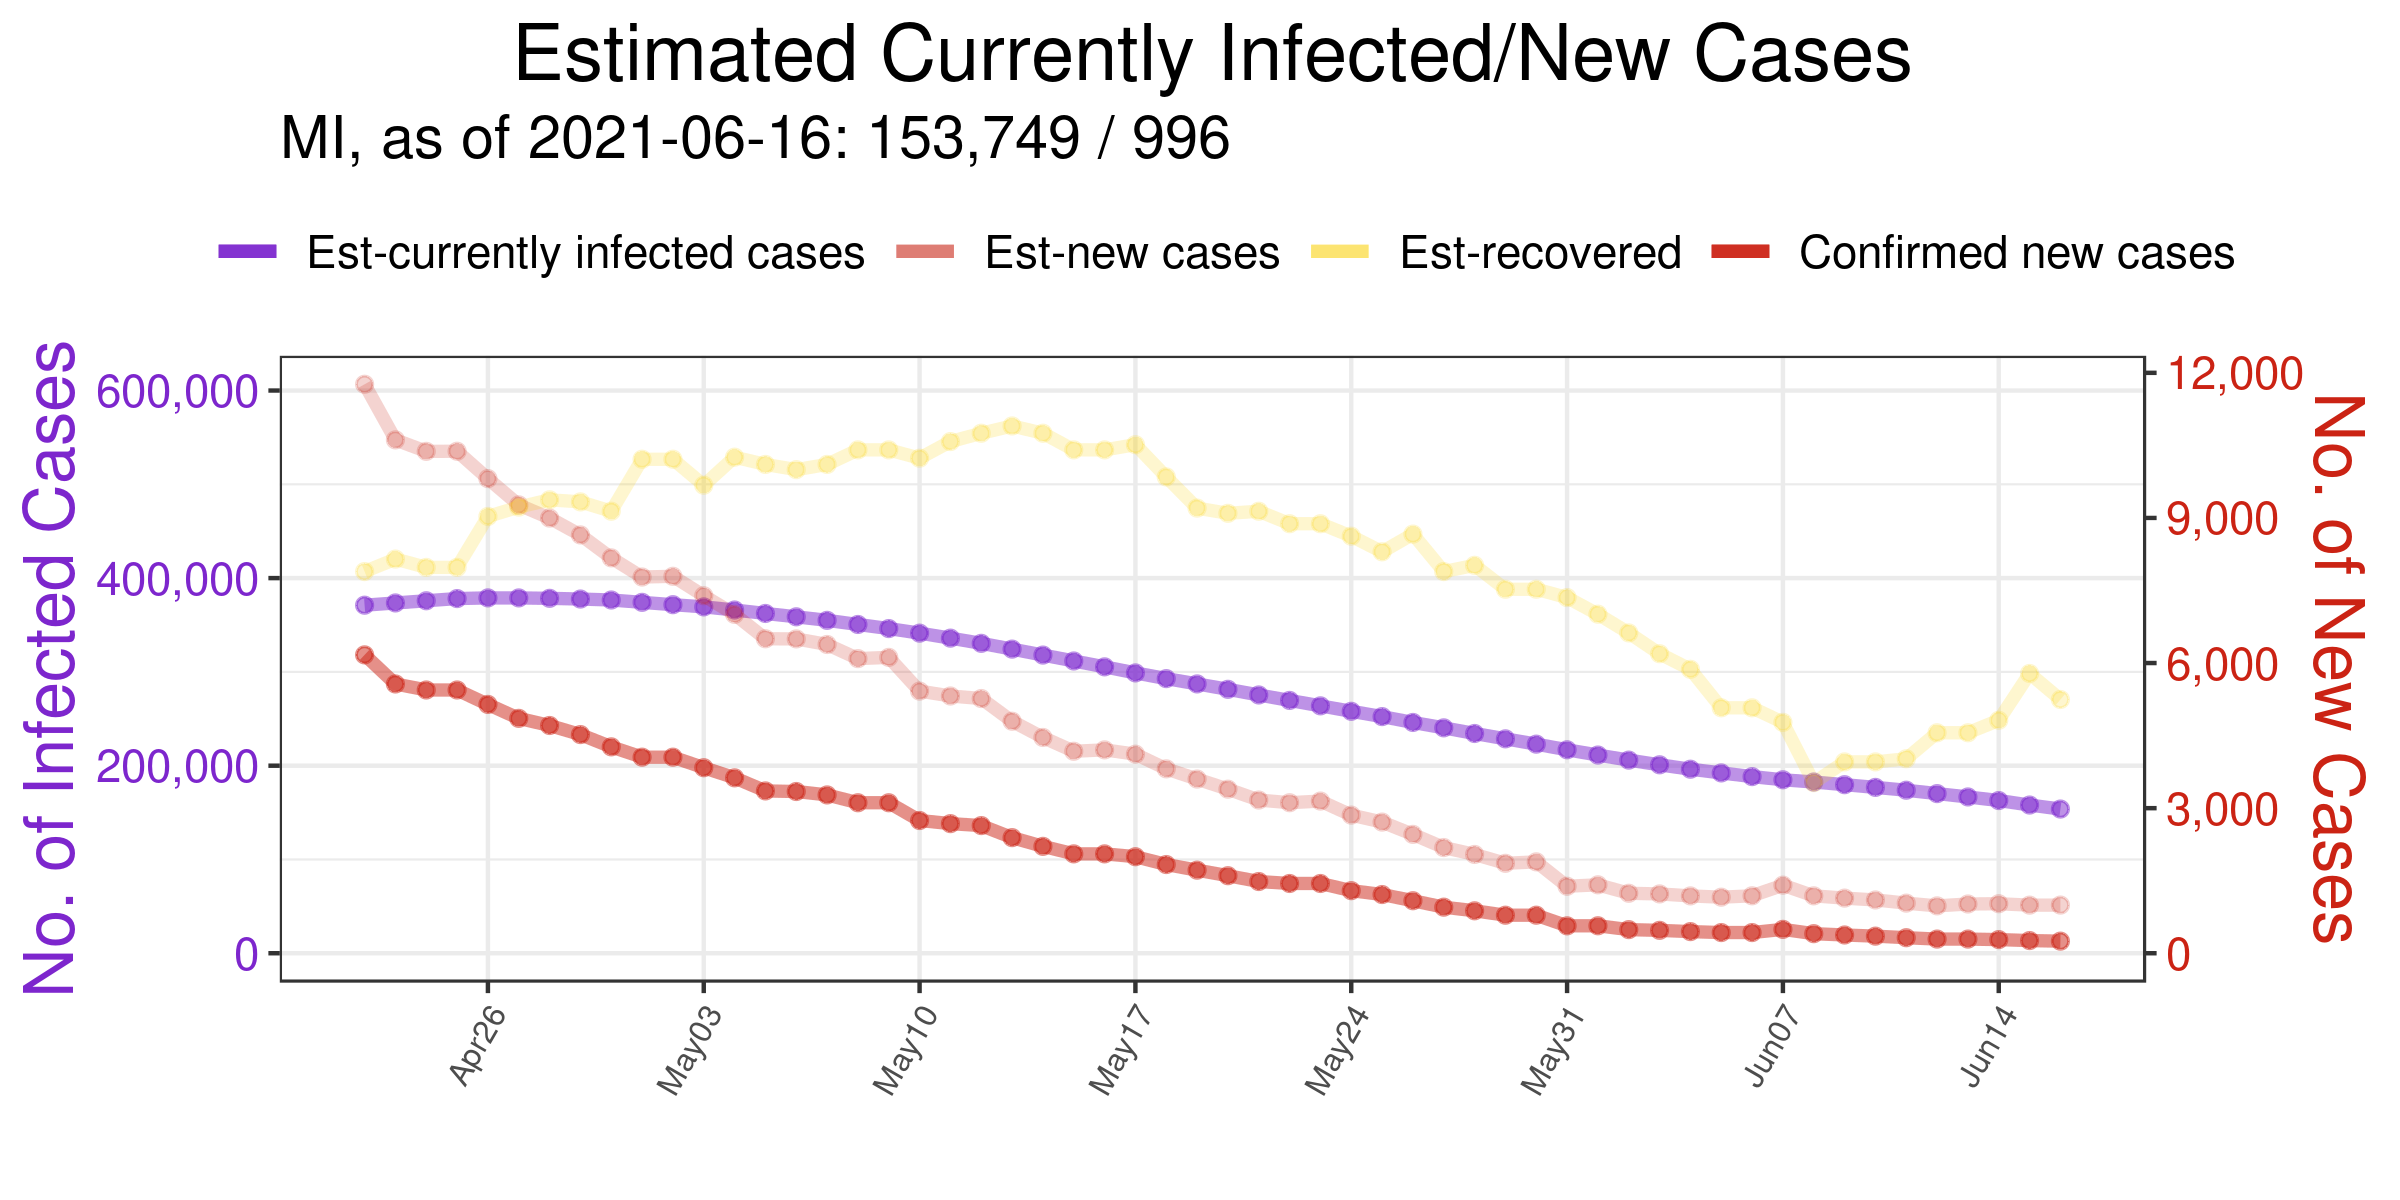 Estimated Currently Infected/New Cases
MI, as of 2021-06-16: 153,749 / 996
Est-currently infected cases Est-new cases Est-recovered Confirmed new cases
No. of Infected Cases
600,000
400,000
200,000
0
12,000
9,000
6,000
3,000
0
No. of New Cases
Apr26
May03
May10
May17
May24
May31
Jun07
Jun14